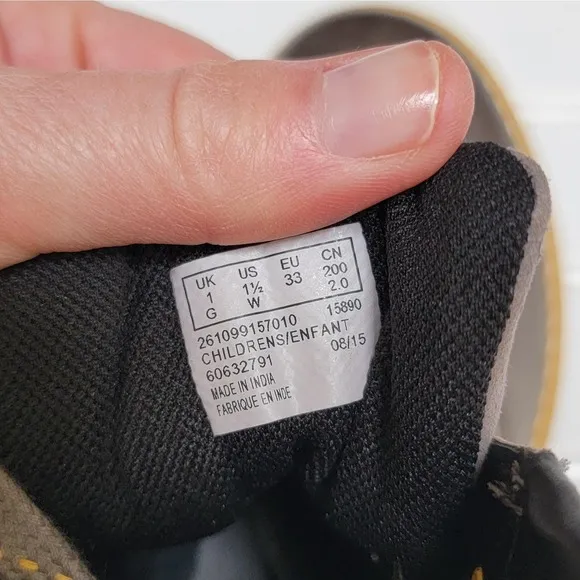 UK US EU CN
1 1½ 33 200
G W 2.0
261099157010 15890
CHILDRENS/ENFANT
60632791 08/15
MADE IN INDIA
FABRIQUE EN INDE